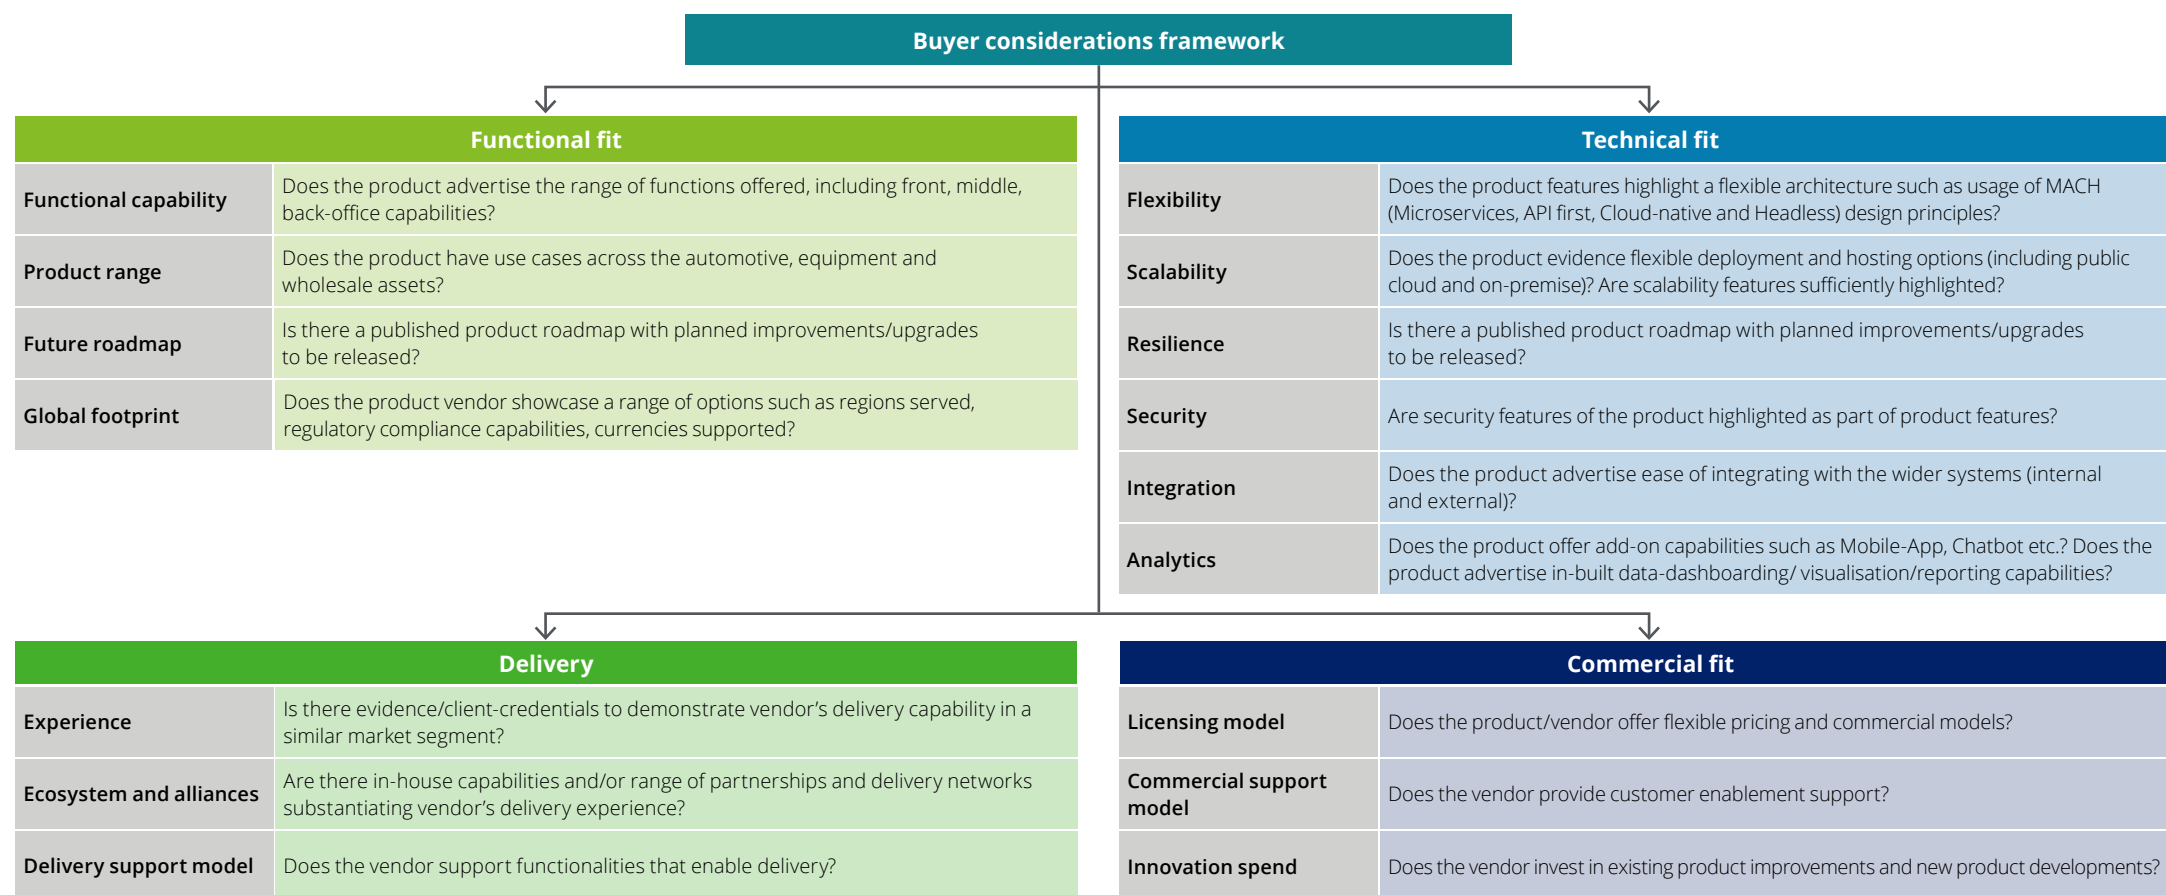 Buyer considerations framework
Functional fit
Functional capability
Does the product advertise the range of functions offered, including front, middle,
back-office capabilities?
Product range
Does the product have use cases across the automotive, equipment and
wholesale assets?
Future roadmap
Is there a published product roadmap with planned improvements/upgrades
to be released?
Global footprint
Does the product vendor showcase a range of options such as regions served,
regulatory compliance capabilities, currencies supported?
Technical fit
Flexibility
Does the product features highlight a flexible architecture such as usage of MACH
(Microservices, API first, Cloud-native and Headless) design principles?
Scalability
Does the product evidence flexible deployment and hosting options (including public
cloud and on-premise)? Are scalability features sufficiently highlighted?
Resilience
Is there a published product roadmap with planned improvements/upgrades
to be released?
Security
Are security features of the product highlighted as part of product features?
Integration
Does the product advertise ease of integrating with the wider systems (internal
and external)?
Analytics
Does the product offer add-on capabilities such as Mobile-App, Chatbot etc.? Does the
product advertise in-built data-dashboarding/ visualisation/reporting capabilities?
Delivery
Experience
Is there evidence/client-credentials to demonstrate vendor’s delivery capability in a
similar market segment?
Ecosystem and alliances
Are there in-house capabilities and/or range of partnerships and delivery networks
substantiating vendor’s delivery experience?
Delivery support model
Does the vendor support functionalities that enable delivery?
Commercial fit
Licensing model
Does the product/vendor offer flexible pricing and commercial models?
Commercial support
model
Does the vendor provide customer enablement support?
Innovation spend
Does the vendor invest in existing product improvements and new product developments?